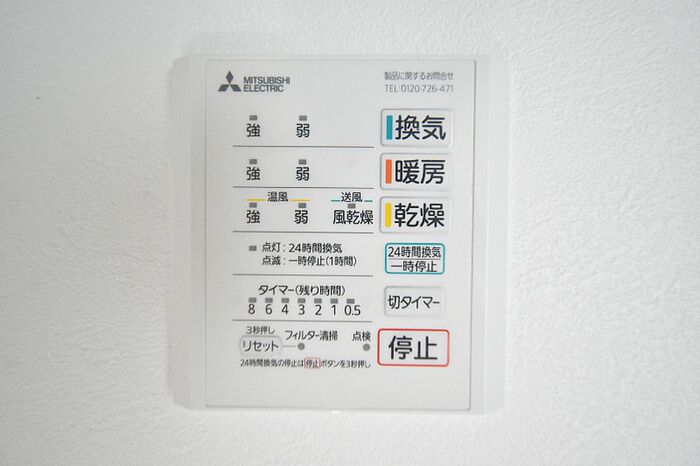 MITSUBISHI ELECTRIC
製品に関するお問合せ
TEL:0120-726-471
強 弱 換気
強 弱 暖房
温風 送風
強 弱 風乾燥 乾燥
点灯:24時間換気
点滅:一時停止(1時間)
24時間換気
一時停止
タイマー(残り時間)
8 6 4 3 2 1 0.5
切タイマー
3秒押し
リセット フィルター清掃 点検
停止
24時間換気の停止は停止ボタンを3秒押し